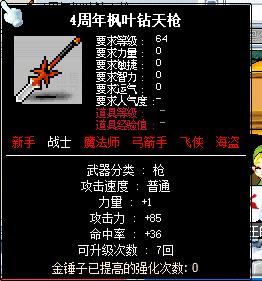 4周年枫叶钻天枪
要求等级: 64
要求力量: 0
要求敏捷: 0
要求智力: 0
要求运气: 0
要求人气度: -
道具等级: -
道具经验值: -
新手 战士 魔法师 弓箭手 飞侠 海盗
武器分类: 枪
攻击速度: 普通
力量: +1
攻击力: +85
命中率: +36
可升级次数: 7回
金锤子已提高的强化次数: 0